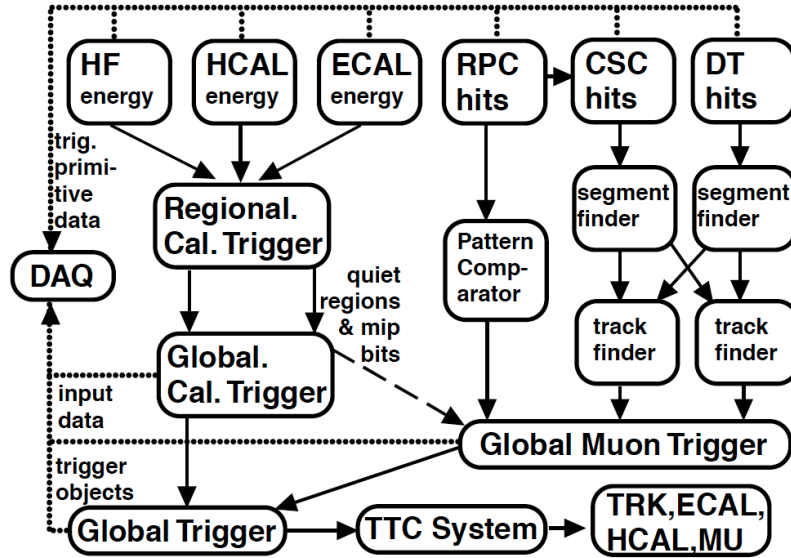 HF
energy
HCAL
energy
ECAL
energy
RPC
hits
CSC
hits
DT
hits
trig.
primi-
tive
data
Regional.
Cal. Trigger
segment
finder
segment
finder
Pattern
Comp-
arator
DAQ
quiet
regions
& mip
bits
track
finder
track
finder
Global.
Cal. Trigger
input
data
Global Muon Trigger
trigger
objects
Global Trigger
TTC System
TRK,ECAL,
HCAL,MU